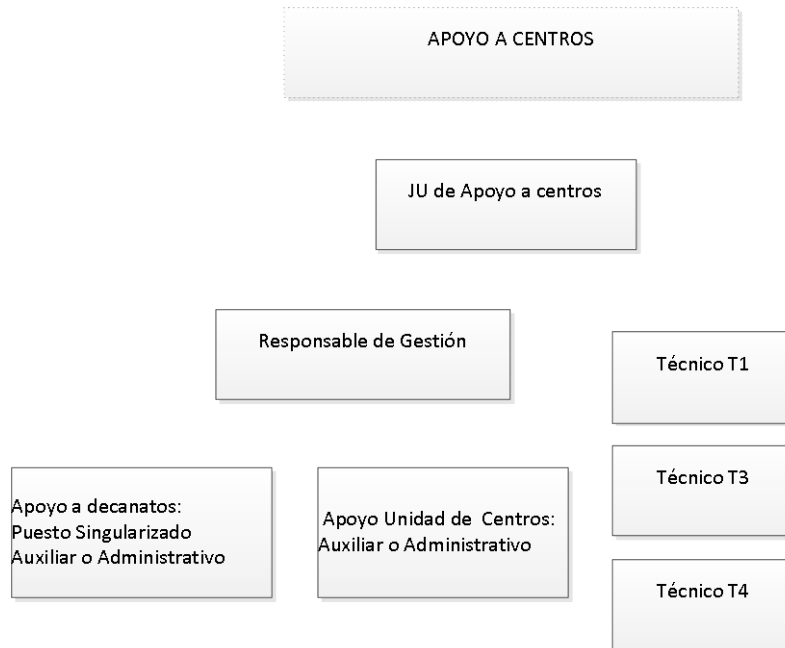 APOYO A CENTROS
JU de Apoyo a centros
Responsable de Gestión
Técnico T1
Técnico T3
Apoyo a decanatos:
Puesto Singularizado
Auxiliar o Administrativo
Apoyo Unidad de Centros:
Auxiliar o Administrativo
Técnico T4